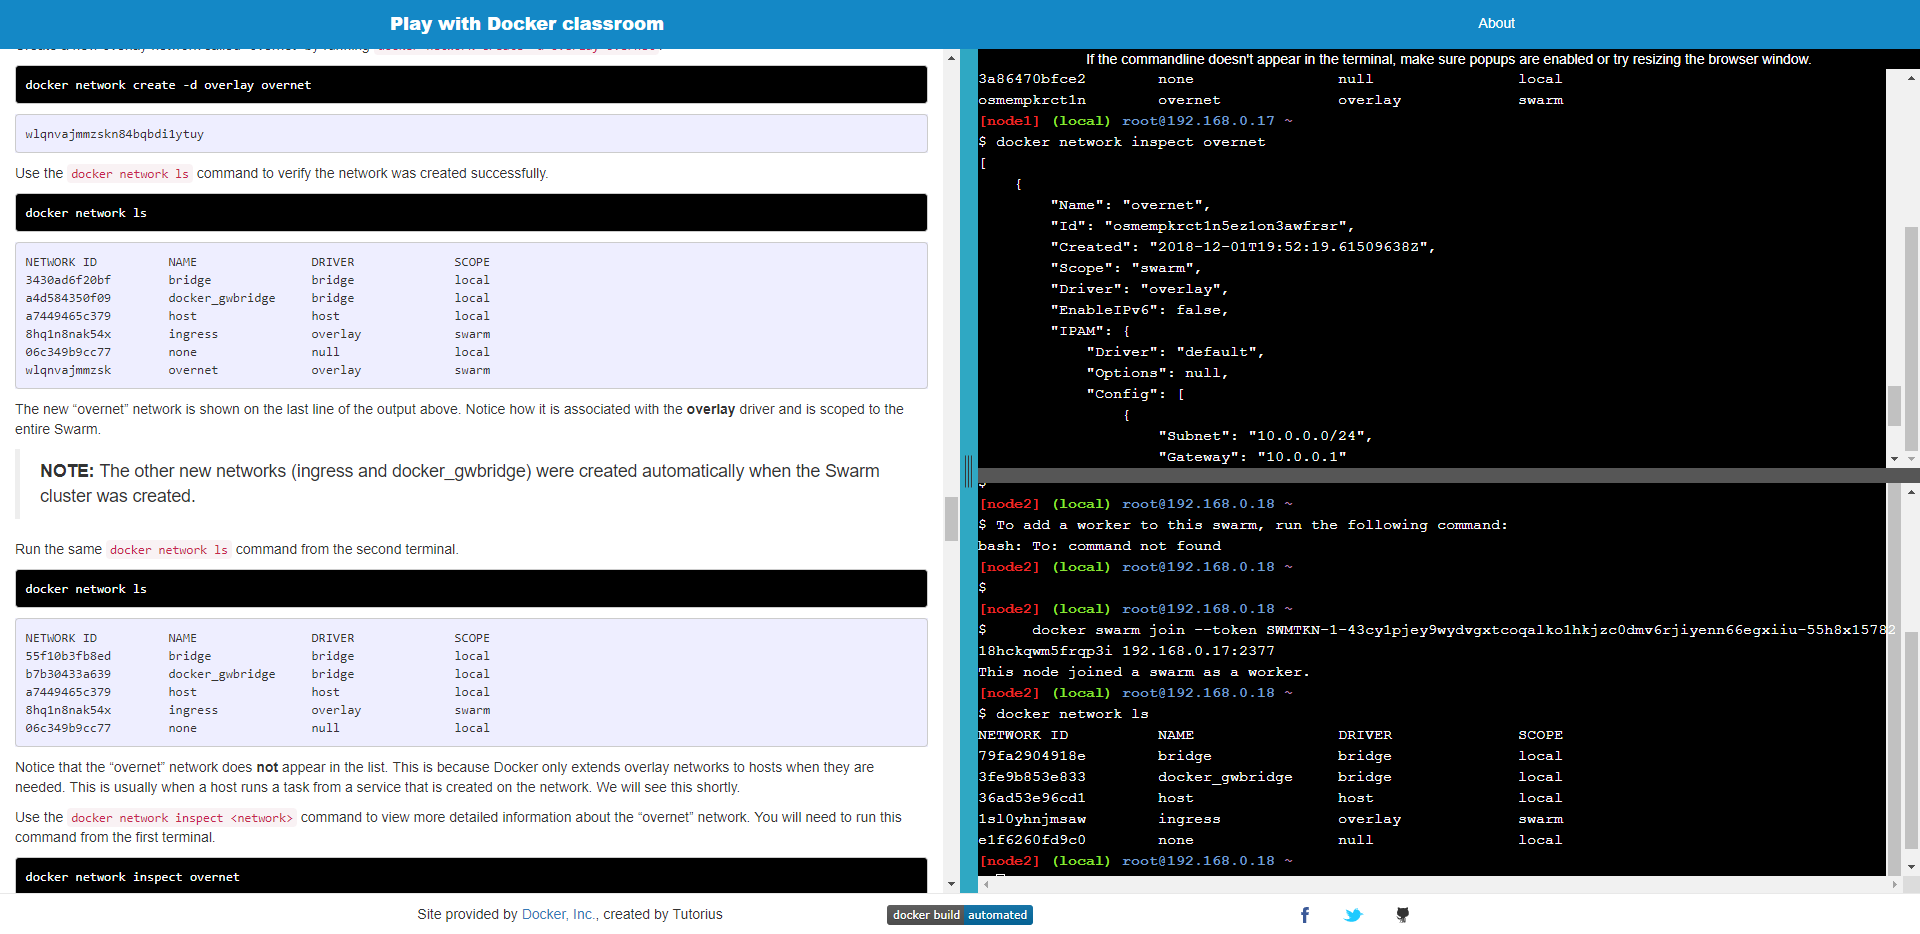 Play with Docker classroom
About
docker network create -d overlay overnet
wlqnvajmmzskn84bqbdi1ytuy
Use the docker network ls command to verify the network was created successfully.
docker network ls
NETWORK ID NAME DRIVER SCOPE
3430ad6f20bf bridge bridge local
a4d584350f09 docker_gwbridge bridge local
a7449465c379 host host local
8hq1n8nak54x ingress overlay swarm
06c349b9cc77 none null local
wlqnvajmmzsk overnet overlay swarm
The new “overnet” network is shown on the last line of the output above. Notice how it is associated with the overlay driver and is scoped to the
entire Swarm.
NOTE: The other new networks (ingress and docker_gwbridge) were created automatically when the Swarm
cluster was created.
Run the same docker network ls command from the second terminal.
docker network ls
NETWORK ID NAME DRIVER SCOPE
55f10b3fb8ed bridge bridge local
b7b30433a639 docker_gwbridge bridge local
a7449465c379 host host local
8hq1n8nak54x ingress overlay swarm
06c349b9cc77 none null local
Notice that the “overnet” network does not appear in the list. This is because Docker only extends overlay networks to hosts when they are
needed. This is usually when a host runs a task from a service that is created on the network. We will see this shortly.
Use the docker network inspect <network> command to view more detailed information about the “overnet” network. You will need to run this
command from the first terminal.
docker network inspect overnet
If the commandline doesn't appear in the terminal, make sure popups are enabled or try resizing the browser window.
3a86470bfce2 none null local
osmempkrct1n overnet overlay swarm
[node1] (local) root@192.168.0.17 ~
$ docker network inspect overnet
[
{
"Name": "overnet",
"Id": "osmempkrct1n5ez1on3awfrsr",
"Created": "2018-12-01T19:52:19.61509638Z",
"Scope": "swarm",
"Driver": "overlay",
"EnableIPv6": false,
"IPAM": {
"Driver": "default",
"Options": null,
"Config": [
{
"Subnet": "10.0.0.0/24",
"Gateway": "10.0.0.1"
$
[node2] (local) root@192.168.0.18 ~
$ To add a worker to this swarm, run the following command:
bash: To: command not found
[node2] (local) root@192.168.0.18 ~
$
[node2] (local) root@192.168.0.18 ~
$ docker swarm join --token SWMTKN-1-43cy1pjey9wydvgxtcoqalko1hkjzc0dmv6rjiyenn66egxiiu-55h8x15782
18hckqwm5frqp3i 192.168.0.17:2377
This node joined a swarm as a worker.
[node2] (local) root@192.168.0.18 ~
$ docker network ls
NETWORK ID NAME DRIVER SCOPE
79fa2904918e bridge bridge local
3fe9b853e833 docker_gwbridge bridge local
36ad53e96cd1 host host local
1sl0yhnjmsaw ingress overlay swarm
e1f6260fd9c0 none null local
[node2] (local) root@192.168.0.18 ~
Site provided by Docker, Inc., created by Tutorius
docker build automated